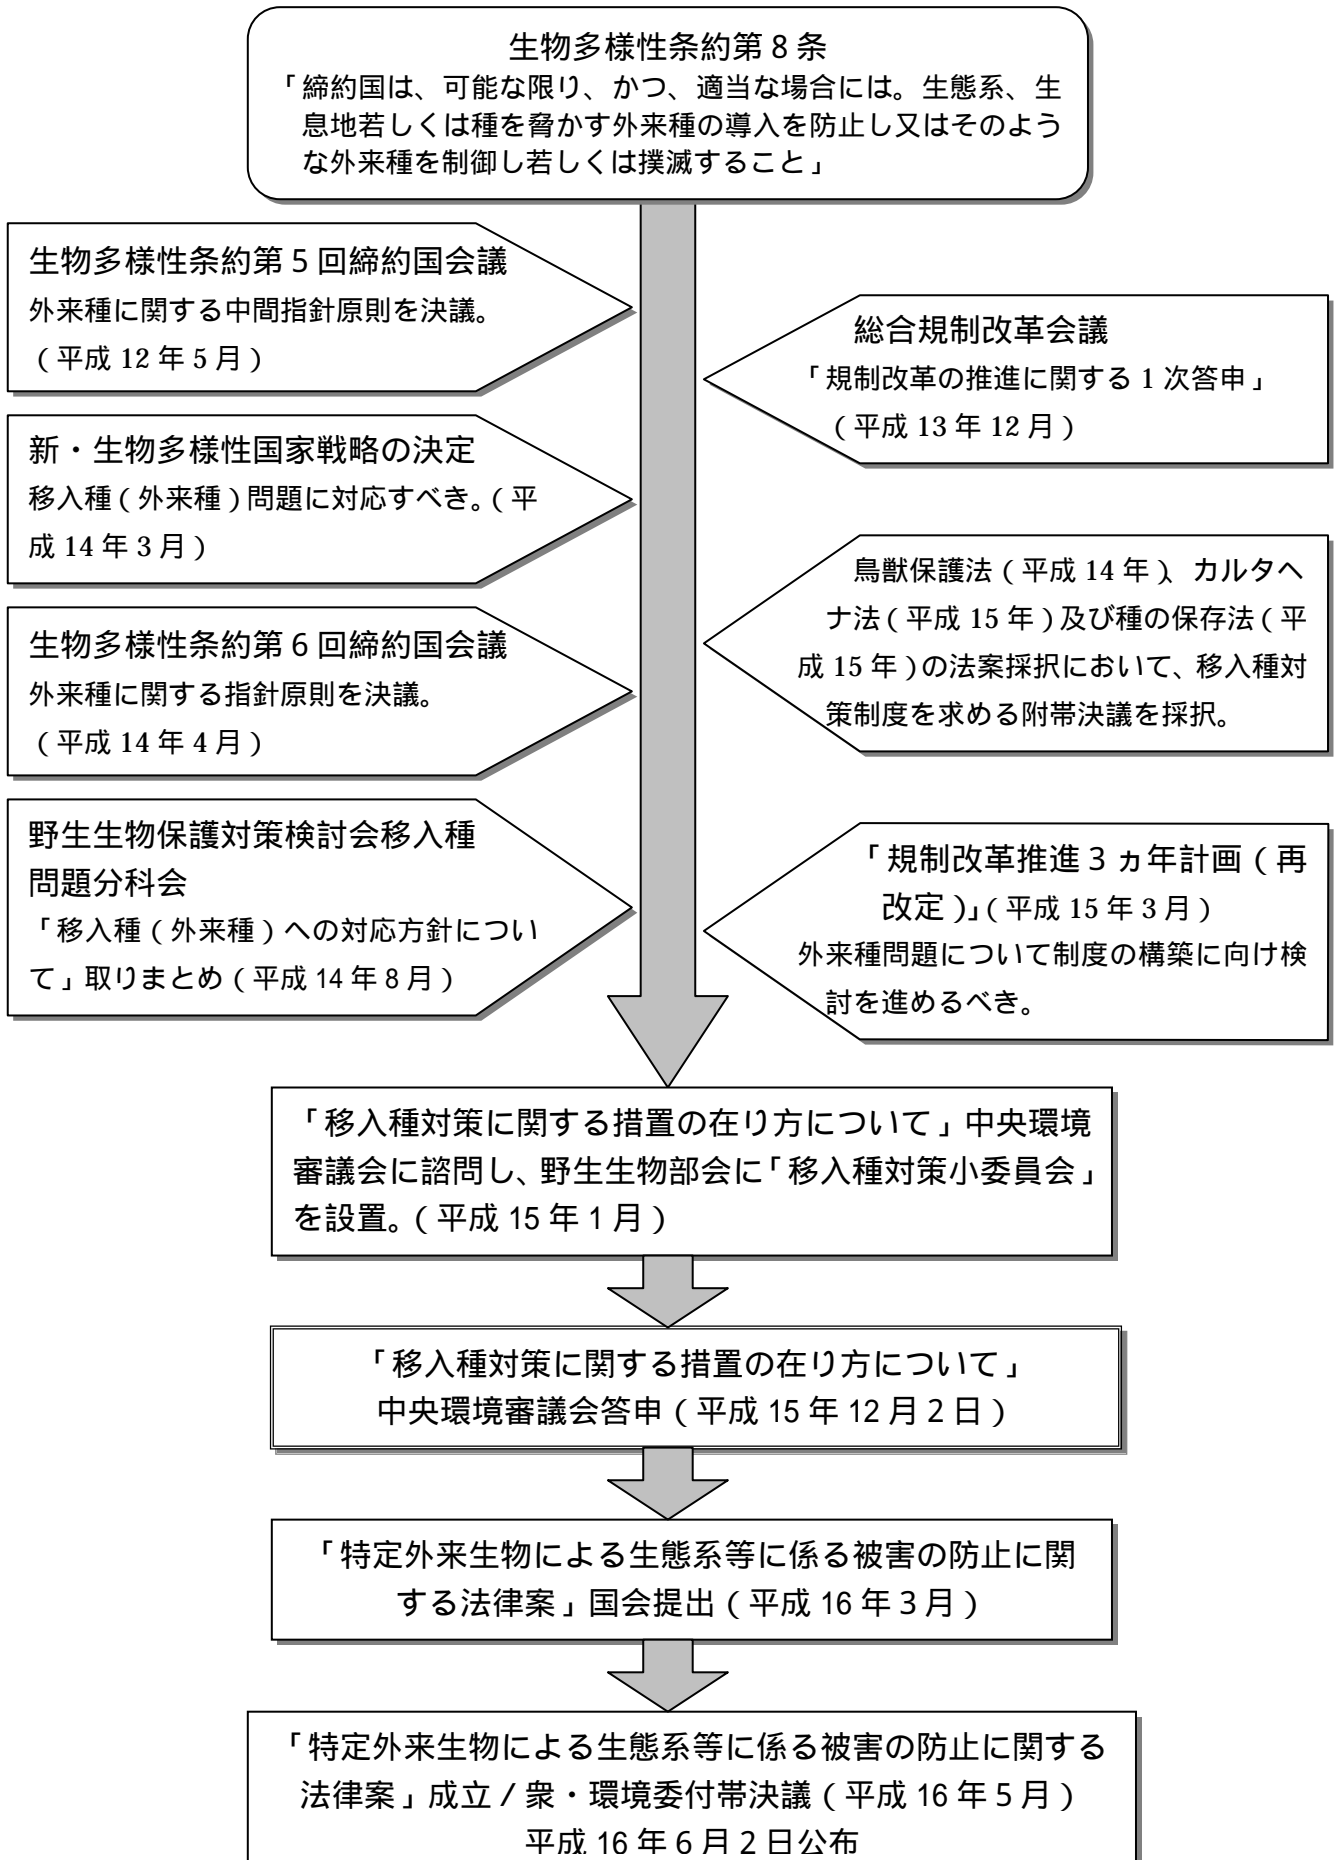 生物多様性条約第８条
「締約国は、可能な限り、かつ、適当な場合には。生態系、生
息地若しくは種を脅かす外来種の導入を防止し又はそのよう
な外来種を制御し若しくは撲滅すること」
生物多様性条約第５回締約国会議
外来種に関する中間指針原則を決議。
（平成 12 年 5 月）
総合規制改革会議
「規制改革の推進に関する 1 次答申」
（平成 13 年 12 月）
新・生物多様性国家戦略の決定
移入種（外来種）問題に対応すべき。（平
成 14 年 3 月）
鳥獣保護法（平成 14 年）、カルタヘ
ナ法（平成 15 年）及び種の保存法（平
成 15 年）の法案採択において、移入種対
策制度を求める附帯決議を採択。
生物多様性条約第６回締約国会議
外来種に関する指針原則を決議。
（平成 14 年 4 月）
野生生物保護対策検討会移入種
問題分科会
「移入種（外来種）への対応方針につい
て」取りまとめ（平成 14 年 8 月）
「規制改革推進３ヵ年計画（再
改定）」（平成 15 年 3 月）
外来種問題について制度の構築に向け検
討を進めるべき。
「移入種対策に関する措置の在り方について」中央環境
審議会に諮問し、野生生物部会に「移入種対策小委員会」
を設置。（平成 15 年 1 月）
「移入種対策に関する措置の在り方について」
中央環境審議会答申（平成 15 年 12 月２日）
「特定外来生物による生態系等に係る被害の防止に関
する法律案」国会提出（平成 16 年３月）
「特定外来生物による生態系等に係る被害の防止に関する
法律案」成立／衆・環境委付帯決議（平成 16 年５月）
平成 16 年６月２日公布